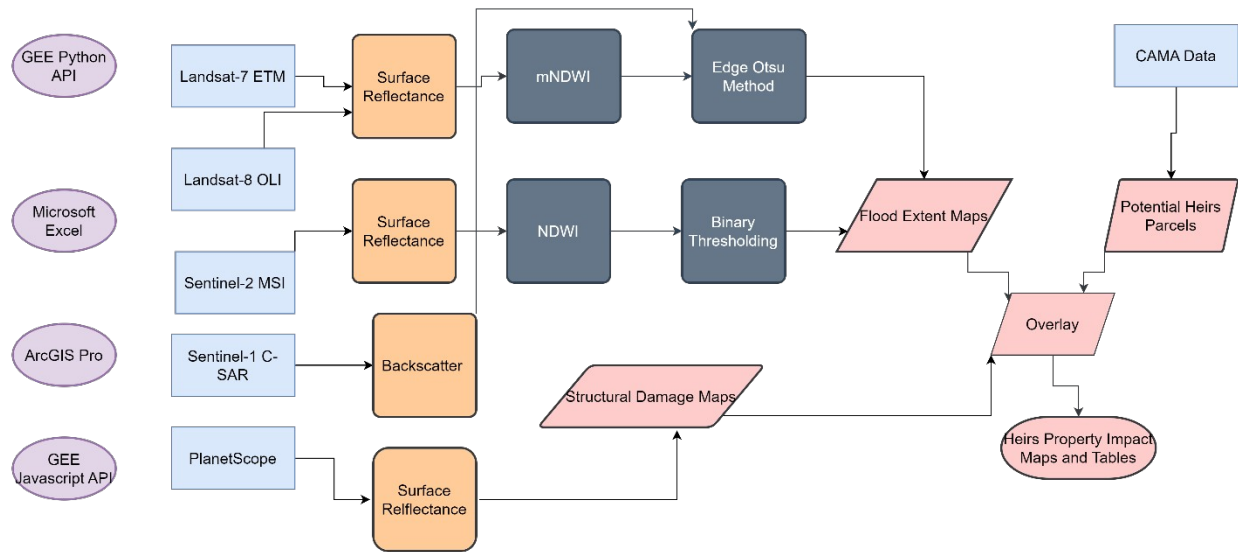 GEE Python
API
Microsoft
Excel
ArcGIS Pro
GEE
Javascript API
Landsat-7 ETM
Landsat-8 OLI
Sentinel-2 MSI
Sentinel-1 C-
SAR
PlanetScope
Surface
Reflectance
Surface
Reflectance
Backscatter
Surface
Relflectance
mNDWI
NDWI
Edge Otsu
Method
Binary
Thresholding
Structural Damage Maps
Flood Extent Maps
CAMA Data
Potential Heirs
Parcels
Overlay
Heirs Property Impact
Maps and Tables